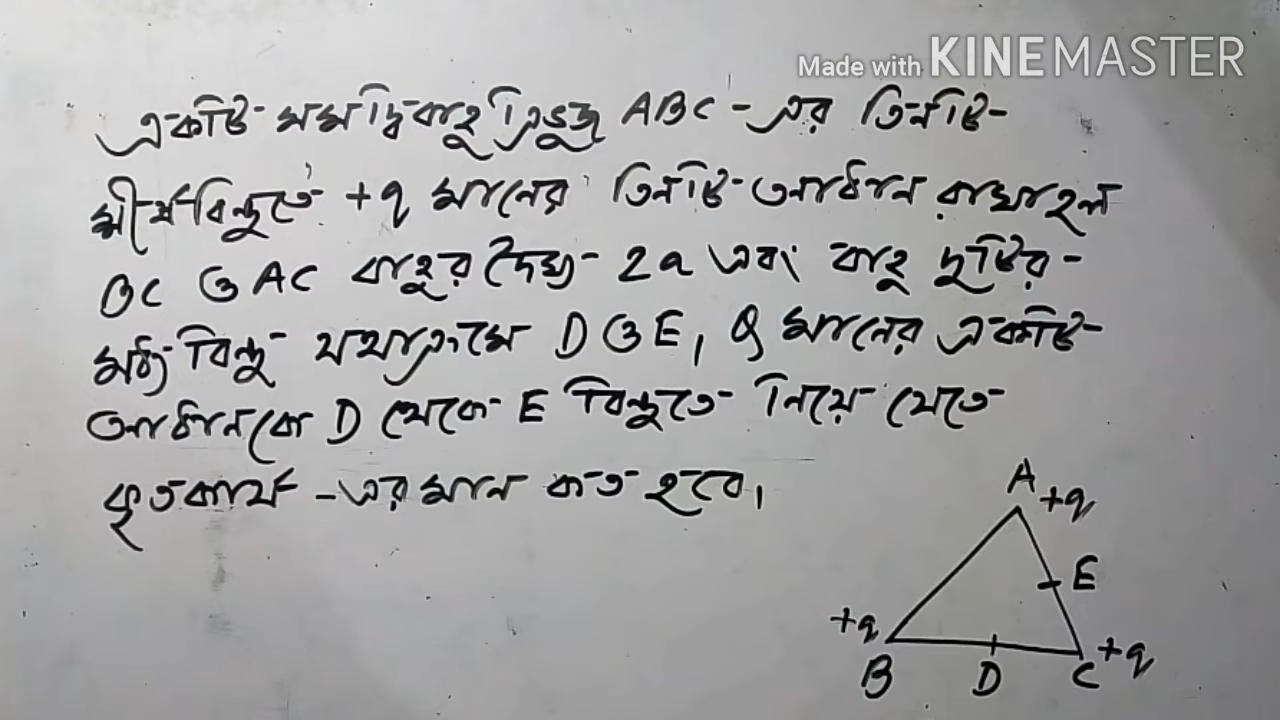 Made with KINEMASTER
একটি সমদ্বিবাহু ত্রিভুজ ABC-এর তিনটি
শীর্ষবিন্দুতে +q মানের তিনটি আধান রাখা হল
BC ও AC বাহুর দৈর্ঘ্য 2a এবং বাহু দুটির
মধ্য বিন্দু যথাক্রমে D ও E, Q মানের একটি
আধানকে D থেকে E বিন্দুতে নিয়ে যেতে
কৃতকার্য -এর মান কত হবে।
A +q
E
+q +q
B D C